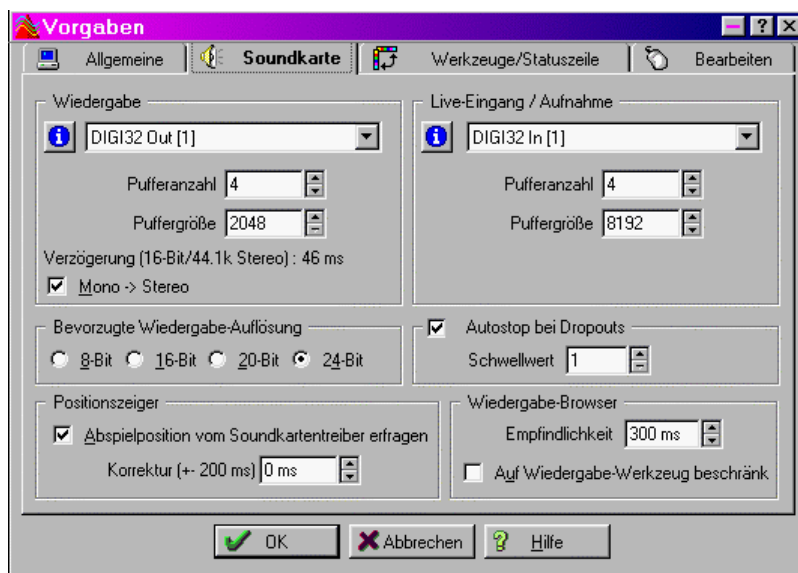 Vorgaben
Allgemeine
Soundkarte
Werkzeuge/Statuszeile
Bearbeiten
Wiedergabe
DIGI32 Out [1]
Pufferanzahl 4
Puffergröße 2048
Verzögerung (16-Bit/44.1k Stereo) : 46 ms
Mono -> Stereo
Live-Eingang / Aufnahme
DIGI32 In [1]
Pufferanzahl 4
Puffergröße 8192
Bevorzugte Wiedergabe-Auflösung
8-Bit 16-Bit 20-Bit 24-Bit
Autostop bei Dropouts
Schwellwert 1
Positionszeiger
Abspielposition vom Soundkartentreiber erfragen
Korrektur (+- 200 ms) 0 ms
Wiedergabe-Browser
Empfindlichkeit 300 ms
Auf Wiedergabe-Werkzeug beschränk
OK
Abbrechen
Hilfe